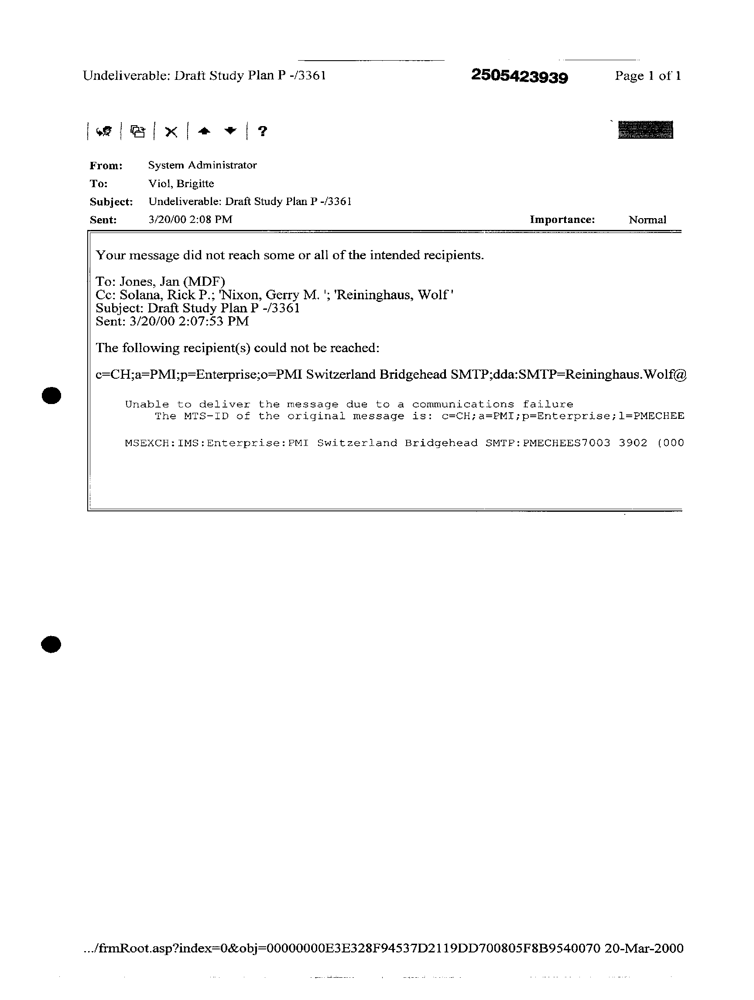 Undeliverable: Draft Study Plan P -/3361 2505423939 Page 1 of 1
?
From: System Administrator
To: Viol, Brigitte
Subject: Undeliverable: Draft Study Plan P -/3361
Sent: 3/20/00 2:08 PM Importance: Normal
Your message did not reach some or all of the intended recipients.
To: Jones, Jan (MDF)
Cc: Solana, Rick P.; 'Nixon, Gerry M. '; 'Reininghaus, Wolf'
Subject: Draft Study Plan P -/3361
Sent: 3/20/00 2:07:53 PM
The following recipient(s) could not be reached:
c=CH;a=PMI;p=Enterprise;o=PMI Switzerland Bridgehead SMTP;dda:SMTP=Reininghaus.Wolf@
Unable to deliver the message due to a communications failure
The MTS-ID of the original message is: c=CH;a=PMI;p=Enterprise;l=PMECHEE
MSEXCH:IMS:Enterprise:PMI Switzerland Bridgehead SMTP:PMECHEES7003 3902 (000
.../frmRoot.asp?index=0&obj=00000000E3E328F94537D2119DD700805F8B9540070 20-Mar-2000